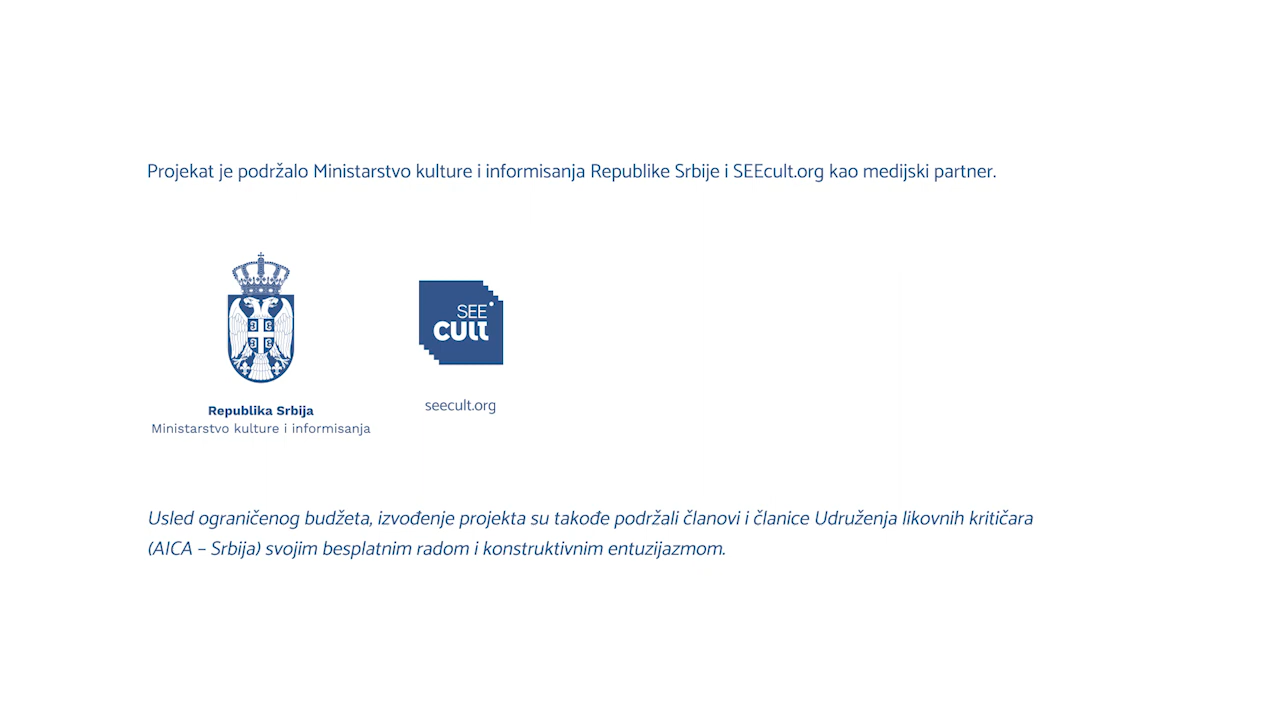 Projekat je podržalo Ministarstvo kulture i informisanja Republike Srbije i SEEcult.org kao medijski partner.
SEE
cult
Republika Srbija
Ministarstvo kulture i informisanja
seecult.org
Usled ograničenog budžeta, izvođenje projekta su takođe podržali članovi i članice Udruženja likovnih kritičara
(AICA – Srbija) svojim besplatnim radom i konstruktivnim entuzijazmom.